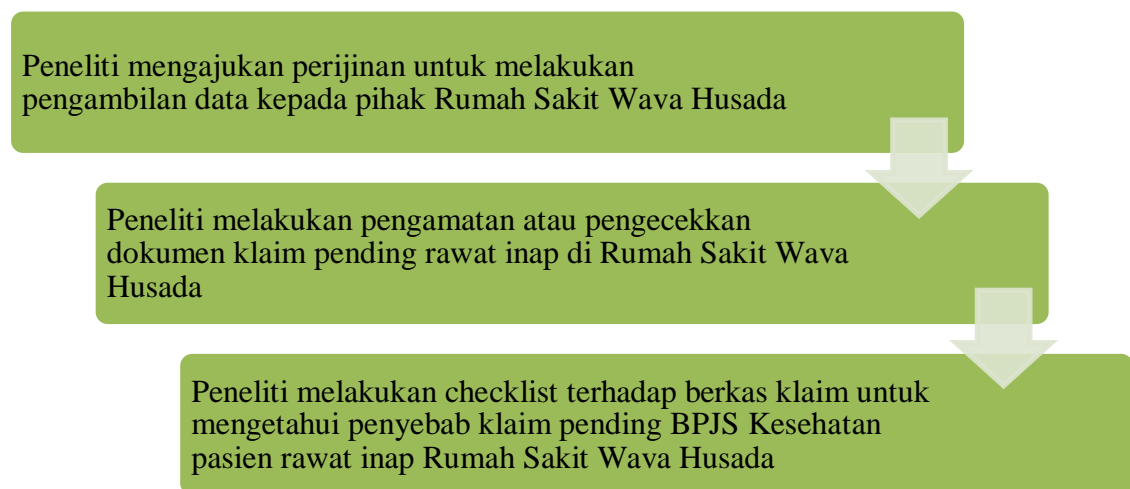 Peneliti mengajukan perijinan untuk melakukan
pengambilan data kepada pihak Rumah Sakit Wava Husada
Peneliti melakukan pengamatan atau pengecekkan
dokumen klaim pending rawat inap di Rumah Sakit Wava
Husada
Peneliti melakukan checklist terhadap berkas klaim untuk
mengetahui penyebab klaim pending BPJS Kesehatan
pasien rawat inap Rumah Sakit Wava Husada